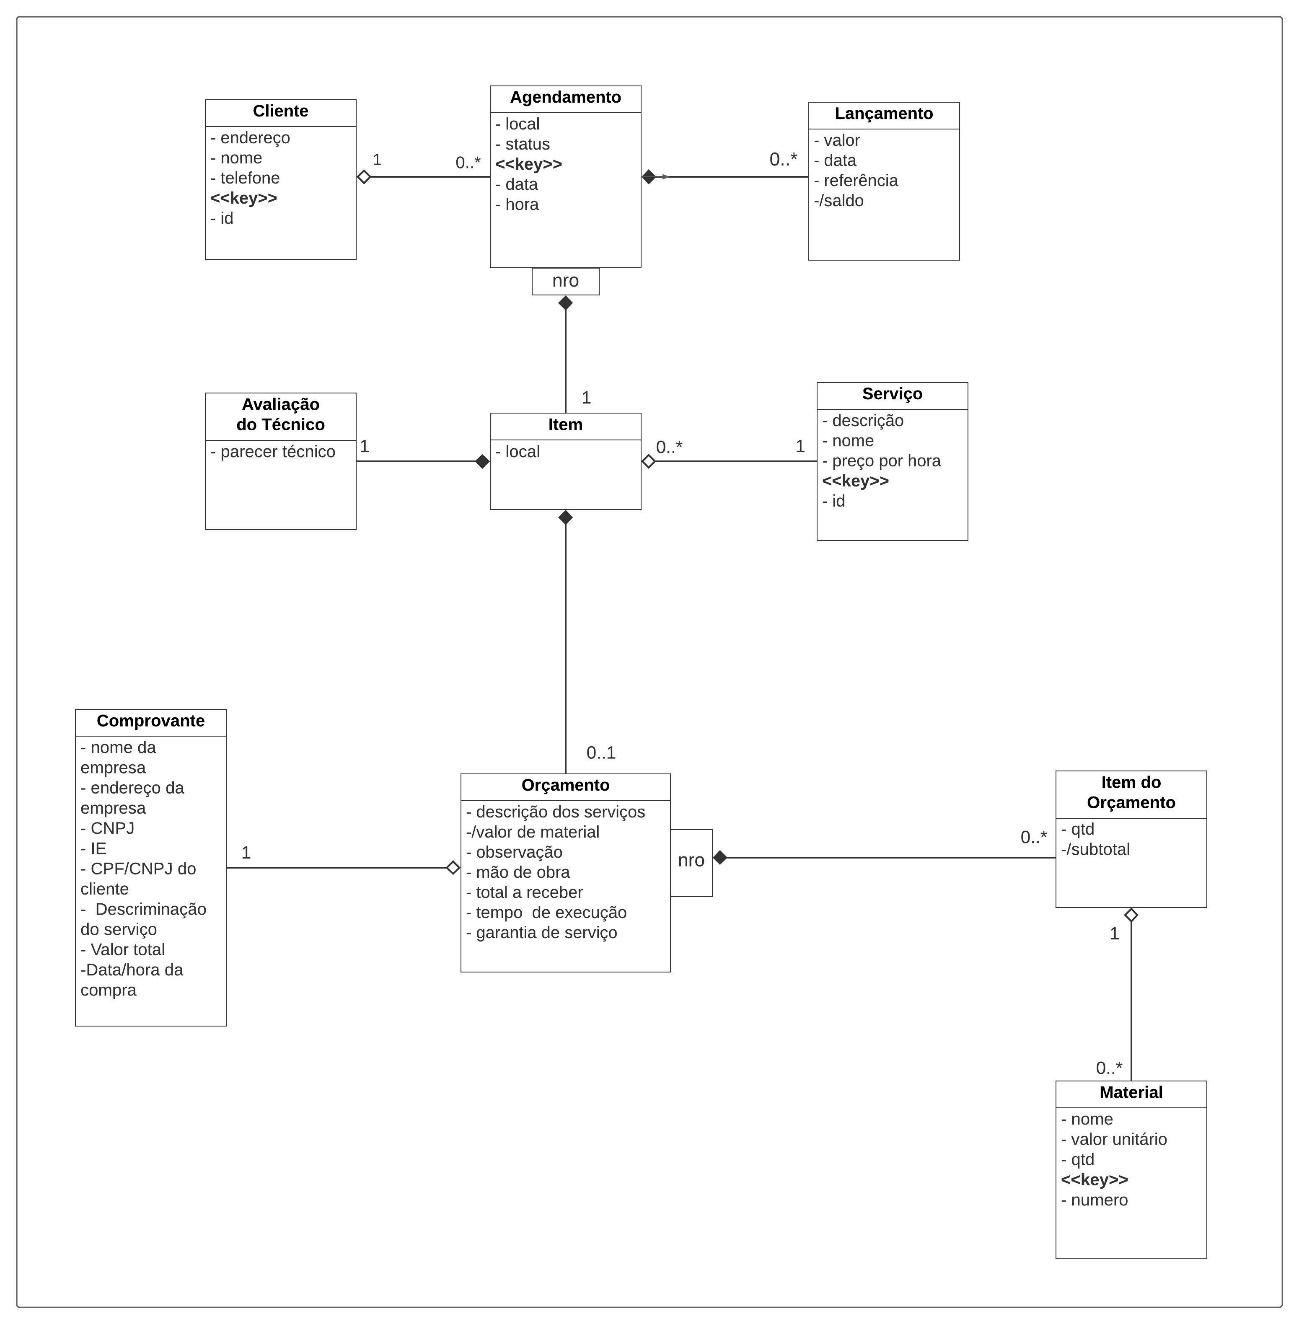 Cliente
- endereço
- nome
- telefone
<<key>>
- id
1
0..*
Agendamento
- local
- status
<<key>>
- data
- hora
nro
0..*
Lançamento
- valor
- data
- referência
-/saldo
1
Avaliação
do Técnico
- parecer técnico
1
Item
- local
0..*
1
Serviço
- descrição
- nome
- preço por hora
<<key>>
- id
0..1
Comprovante
- nome da
empresa
- endereço da
empresa
- CNPJ
- IE
- CPF/CNPJ do
cliente
-  Descriminação
do serviço
- Valor total
-Data/hora da
compra
1
Orçamento
- descrição dos serviços
-/valor de material
- observação
- mão de obra
- total a receber
- tempo  de execução
- garantia de serviço
nro
0..*
Item do
Orçamento
- qtd
-/subtotal
1
0..*
Material
- nome
- valor unitário
- qtd
<<key>>
- numero